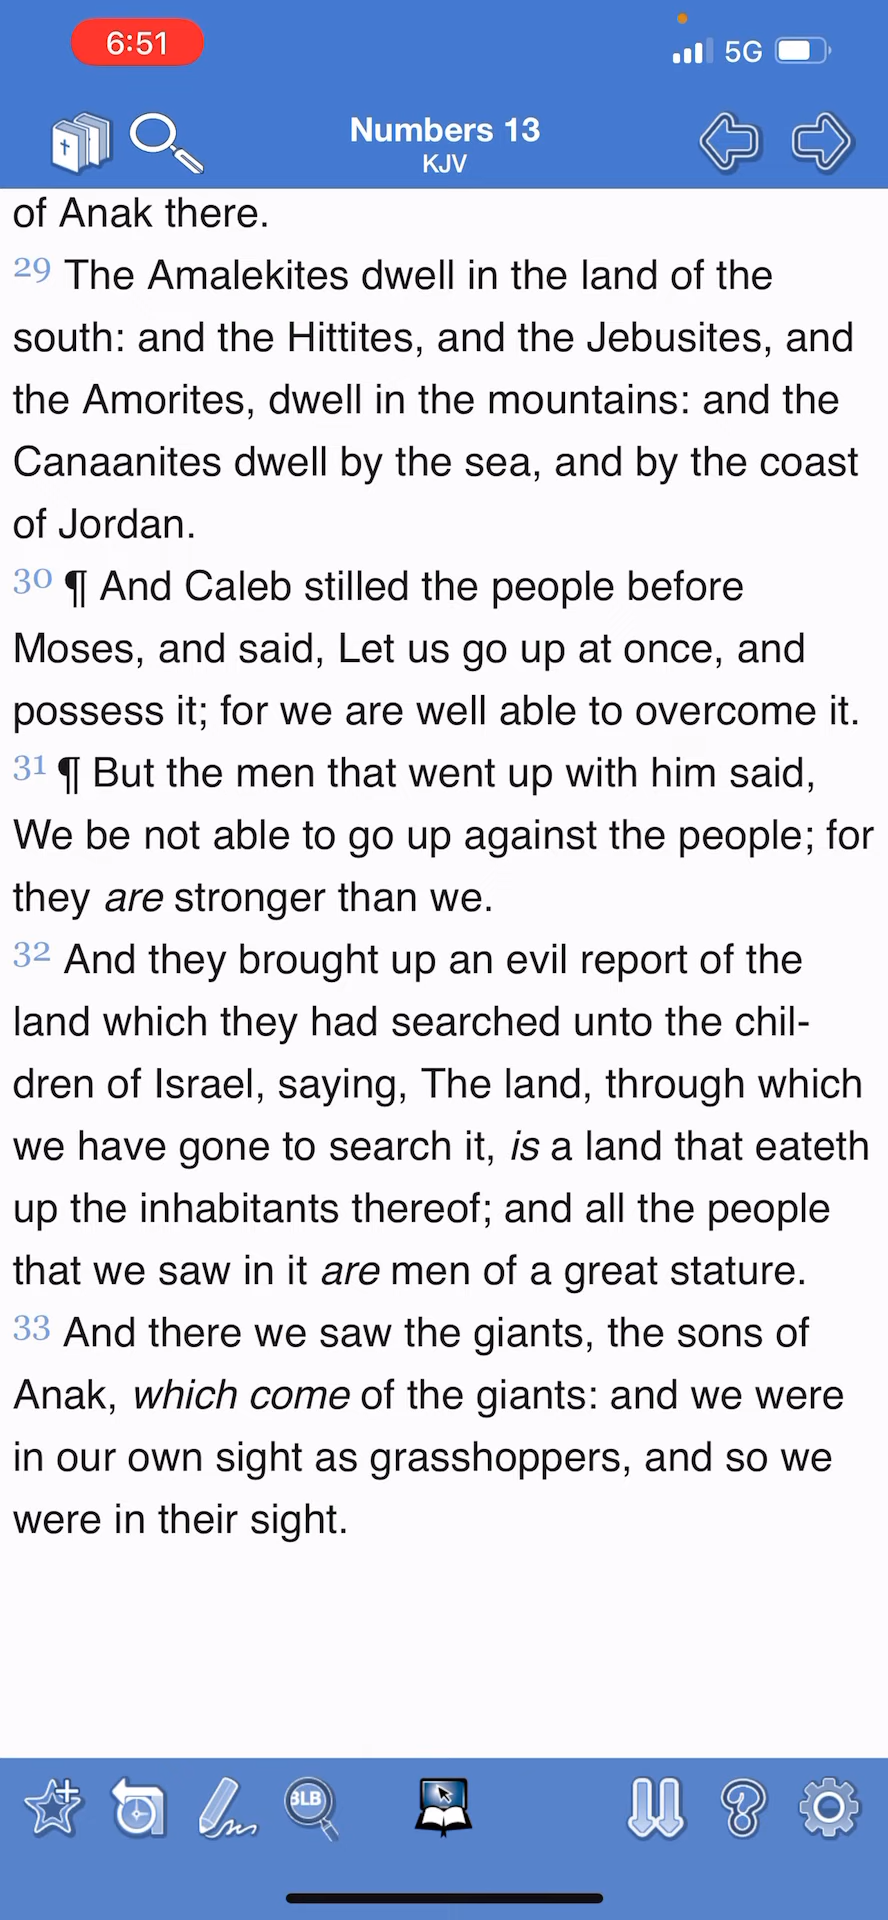 6:51
5G
Numbers 13
KJV
of Anak there.
29 The Amalekites dwell in the land of the
south: and the Hittites, and the Jebusites, and
the Amorites, dwell in the mountains: and the
Canaanites dwell by the sea, and by the coast
of Jordan.
30 ¶ And Caleb stilled the people before
Moses, and said, Let us go up at once, and
possess it; for we are well able to overcome it.
31 ¶ But the men that went up with him said,
We be not able to go up against the people; for
they are stronger than we.
32 And they brought up an evil report of the
land which they had searched unto the chil-
dren of Israel, saying, The land, through which
we have gone to search it, is a land that eateth
up the inhabitants thereof; and all the people
that we saw in it are men of a great stature.
33 And there we saw the giants, the sons of
Anak, which come of the giants: and we were
in our own sight as grasshoppers, and so we
were in their sight.
BLB